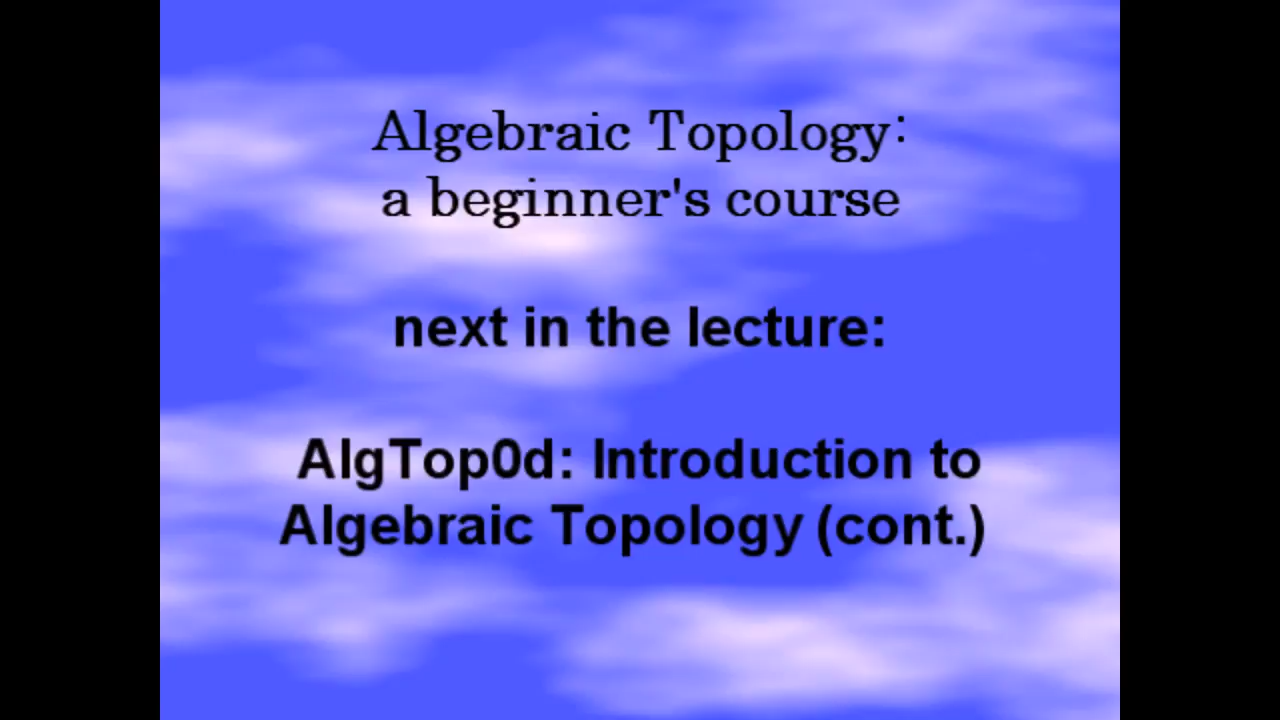 Algebraic Topology:
a beginner's course
next in the lecture:
AlgTop0d: Introduction to
Algebraic Topology (cont.)